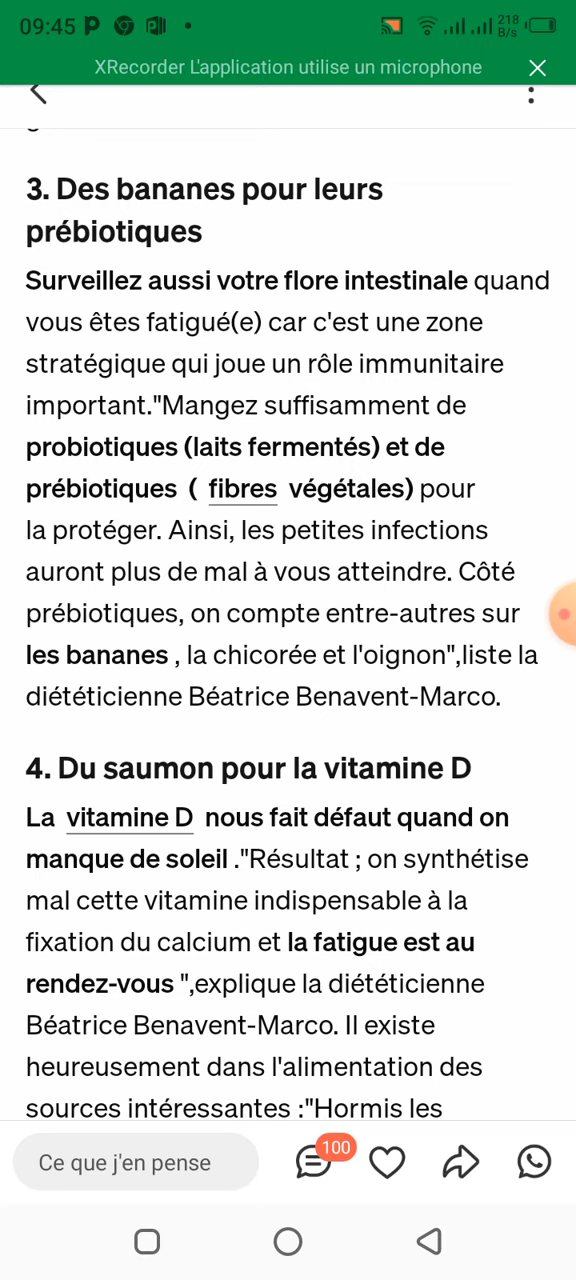 09:45
218
B/s
XRecorder L'application utilise un microphone
3. Des bananes pour leurs
prébiotiques
Surveillez aussi votre flore intestinale quand
vous êtes fatigué(e) car c'est une zone
stratégique qui joue un rôle immunitaire
important."Mangez suffisamment de
probiotiques (laits fermentés) et de
prébiotiques ( fibres végétales) pour
la protéger. Ainsi, les petites infections
auront plus de mal à vous atteindre. Côté
prébiotiques, on compte entre-autres sur
les bananes , la chicorée et l'oignon",liste la
diététicienne Béatrice Benavent-Marco.
4. Du saumon pour la vitamine D
La vitamine D nous fait défaut quand on
manque de soleil ."Résultat ; on synthétise
mal cette vitamine indispensable à la
fixation du calcium et la fatigue est au
rendez-vous ",explique la diététicienne
Béatrice Benavent-Marco. Il existe
heureusement dans l'alimentation des
sources intéressantes :"Hormis les
Ce que j'en pense
100